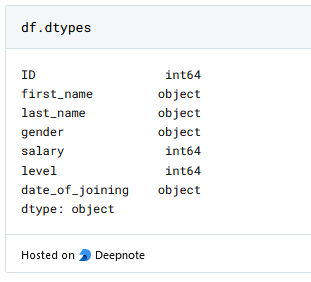 df.dtypes
ID int64
first_name object
last_name object
gender object
salary int64
level int64
date_of_joining object
dtype: object
Hosted on Deepnote